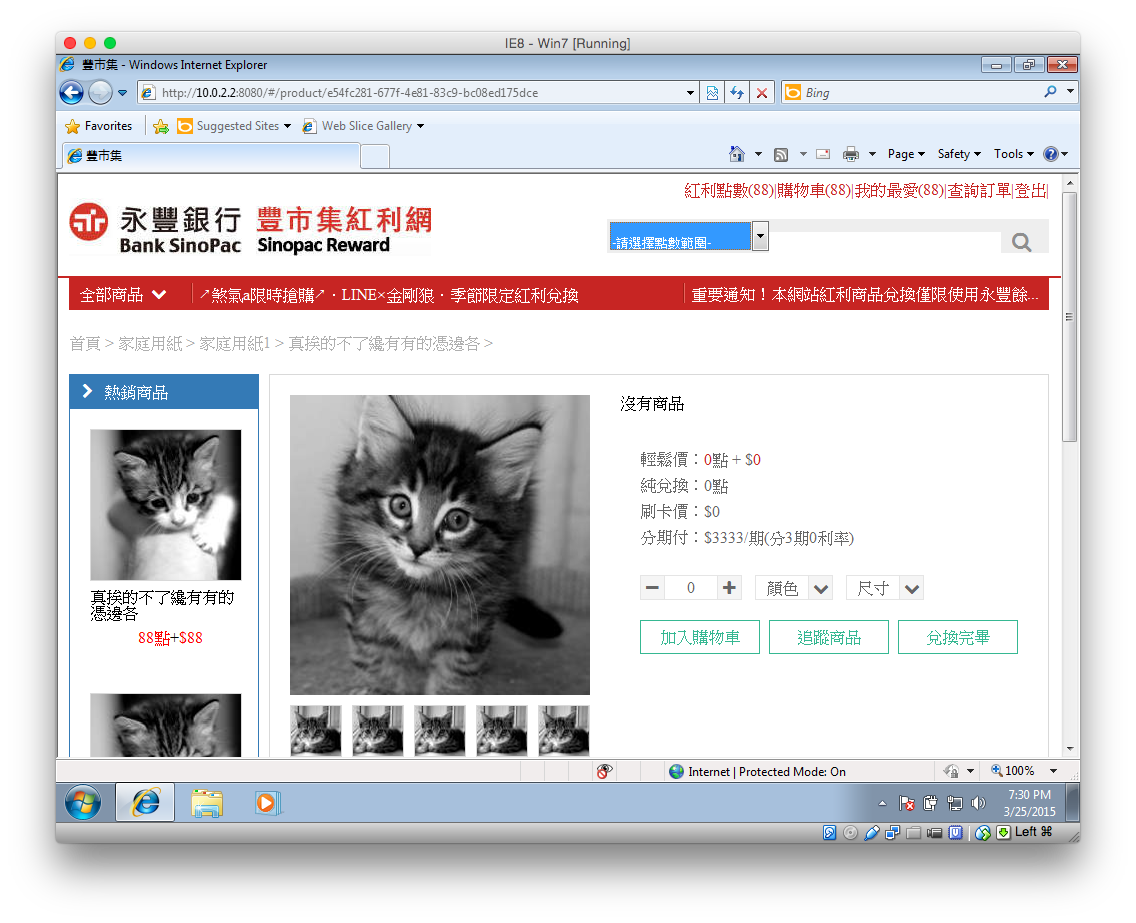 IE8 - Win7 [Running]
豐市集 - Windows Internet Explorer
http://10.0.2.2:8080/#/product/e54fc281-677f-4e81-83c9-bc08ed175dce
Bing
Favorites
Suggested Sites
Web Slice Gallery
豐市集
Page
Safety
Tools
紅利點數(88)|購物車(88)|我的最愛(88)|查詢訂單|登出|
永豐銀行 豐市集紅利網
Bank SinoPac Sinopac Reward
-請選擇點數範圍-
全部商品
↗煞氣a限時搶購↗．LINE×金剛狼．季節限定紅利兌換
重要通知！本網站紅利商品兌換僅限使用永豐餘...
首頁 > 家庭用紙 > 家庭用紙1 > 真挨的不了纔有有的憑邊各 >
熱銷商品
真挨的不了纔有有的
憑邊各
88點+$88
沒有商品
輕鬆價：0點 + $0
純兌換：0點
刷卡價：$0
分期付：$3333/期(分3期0利率)
0
顏色
尺寸
加入購物車
追蹤商品
兌換完畢
Internet | Protected Mode: On
100%
7:30 PM
3/25/2015
Left ⌘